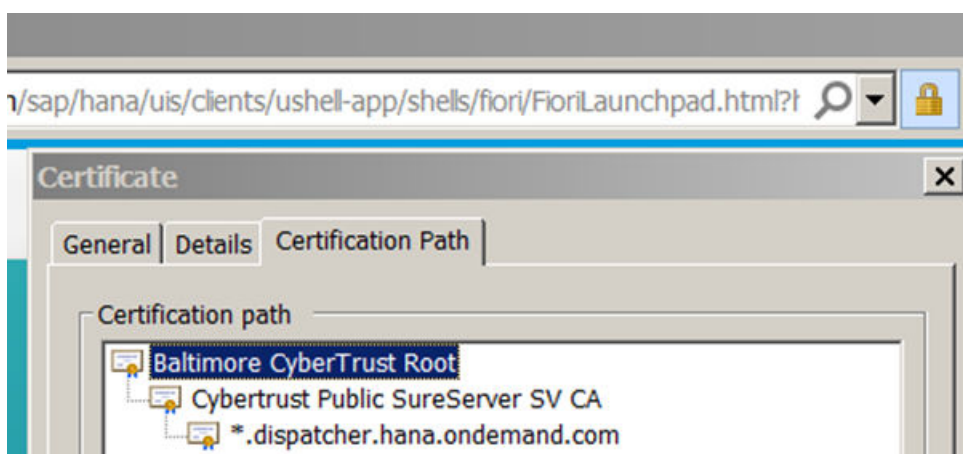 /sap/hana/uis/clients/ushell-app/shells/fiori/FioriLaunchpad.html?
Certificate
General Details Certification Path
Certification path
Baltimore CyberTrust Root
Cybertrust Public SureServer SV CA
*.dispatcher.hana.ondemand.com